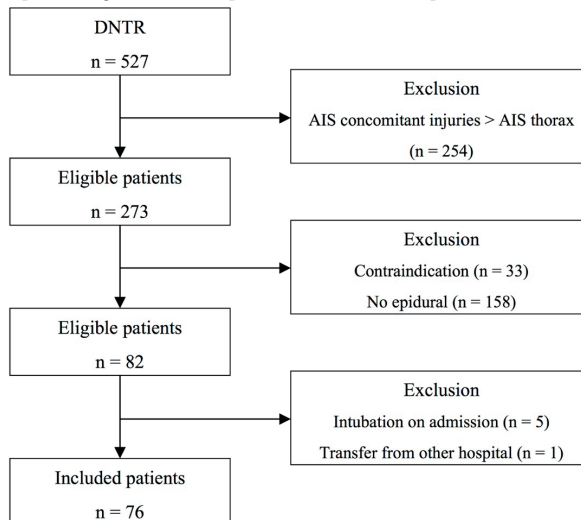 DNTR
n = 527
Exclusion
AIS concomitant injuries > AIS thorax
(n = 254)
Eligible patients
n = 273
Exclusion
Contraindication (n = 33)
No epidural (n = 158)
Eligible patients
n = 82
Exclusion
Intubation on admission (n = 5)
Transfer from other hospital (n = 1)
Included patients
n = 76